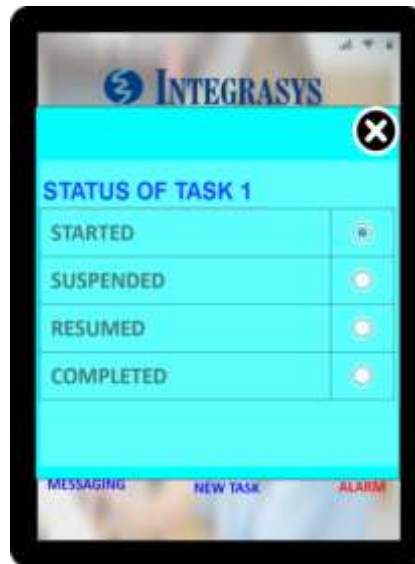 INTEGRASYS
STATUS OF TASK 1
STARTED
SUSPENDED
RESUMED
COMPLETED
MESSAGING NEW TASK ALARM